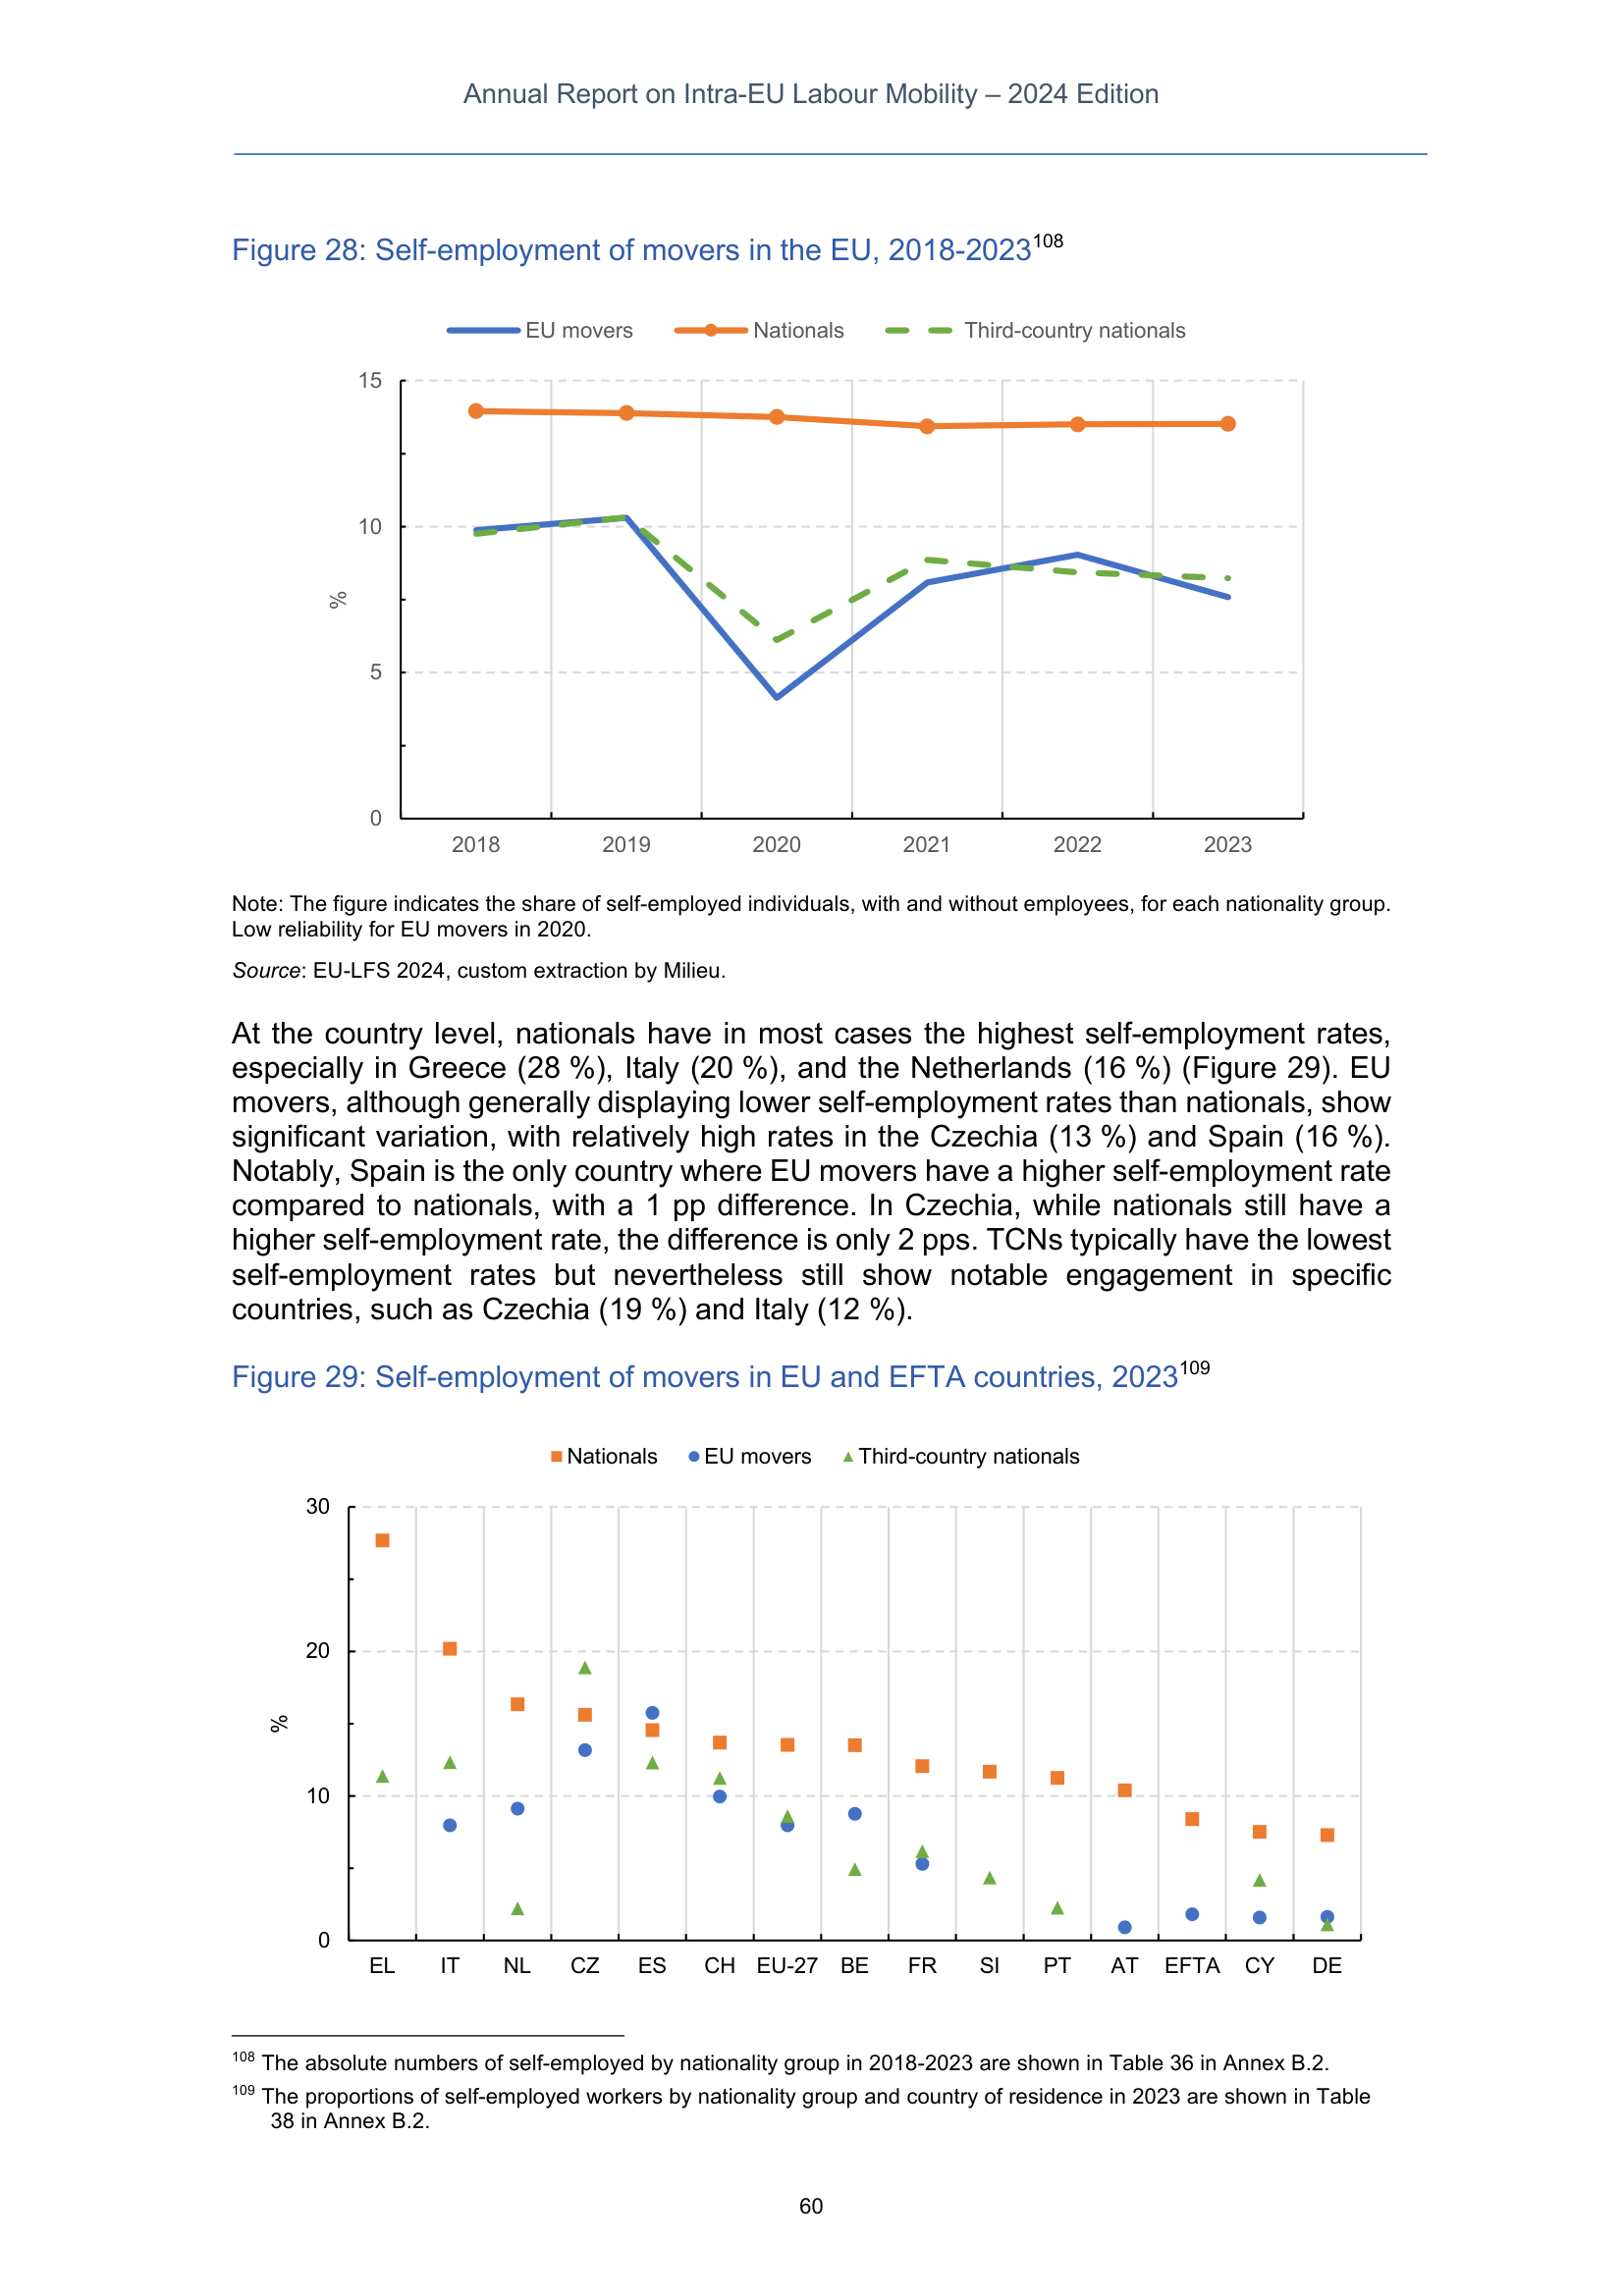 Annual Report on Intra-EU Labour Mobility – 2024 Edition
Figure 28: Self-employment of movers in the EU, 2018-2023108
EU movers Nationals Third-country nationals
15
10
%
5
0
2018 2019 2020 2021 2022 2023
Note: The figure indicates the share of self-employed individuals, with and without employees, for each nationality group.
Low reliability for EU movers in 2020.
Source: EU-LFS 2024, custom extraction by Milieu.
At the country level, nationals have in most cases the highest self-employment rates,
especially in Greece (28 %), Italy (20 %), and the Netherlands (16 %) (Figure 29). EU
movers, although generally displaying lower self-employment rates than nationals, show
significant variation, with relatively high rates in the Czechia (13 %) and Spain (16 %).
Notably, Spain is the only country where EU movers have a higher self-employment rate
compared to nationals, with a 1 pp difference. In Czechia, while nationals still have a
higher self-employment rate, the difference is only 2 pps. TCNs typically have the lowest
self-employment rates but nevertheless still show notable engagement in specific
countries, such as Czechia (19 %) and Italy (12 %).
Figure 29: Self-employment of movers in EU and EFTA countries, 2023109
Nationals EU movers Third-country nationals
30
20
%
10
0
EL IT NL CZ ES CH EU-27 BE FR SI PT AT EFTA CY DE
108 The absolute numbers of self-employed by nationality group in 2018-2023 are shown in Table 36 in Annex B.2.
109 The proportions of self-employed workers by nationality group and country of residence in 2023 are shown in Table
38 in Annex B.2.
60